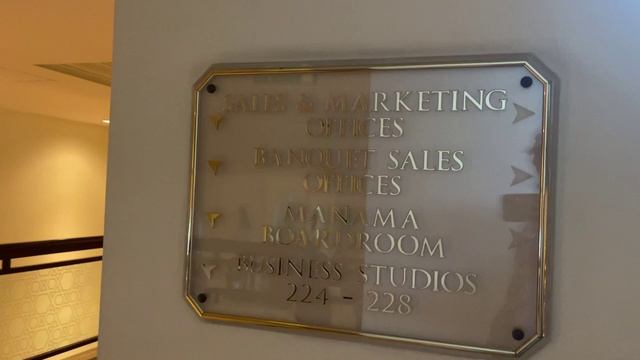 SALES & MARKETING
OFFICES
BANQUET SALES
OFFICES
MANAMA
BOARDROOM
BUSINESS STUDIOS
224 - 228